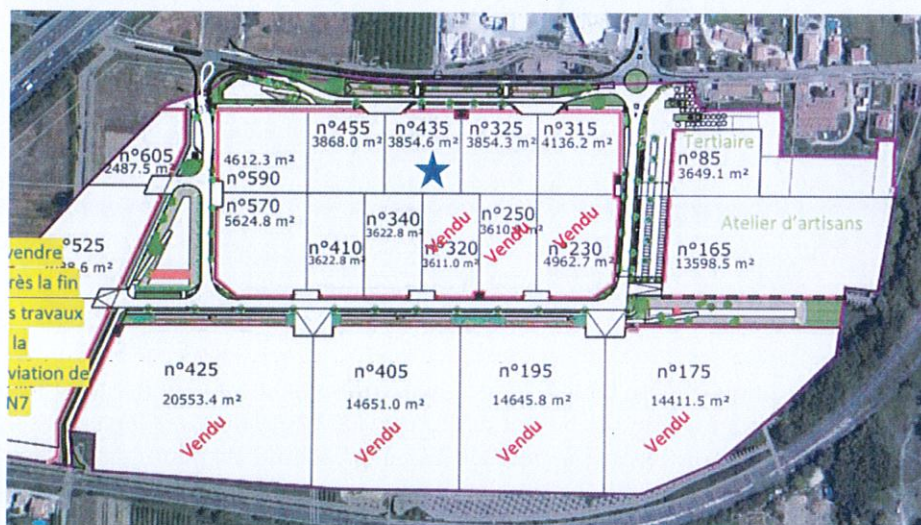 n°455
3868.0 m²
n°435
3854.6 m²
n°325
3854.3 m²
n°315
4136.2 m²
n°605
2487.5 m²
4612.3 m²
n°590
Tertiaire
n°85
3649.1 m²
n°570
5624.8 m²
n°410
3622.8 m²
n°340
3622.8 m²
Vendu
n°320
3611.0 m²
n°250
Vendu
n°230
4962.7 m²
Vendu
Atelier d'artisans
n°165
13598.5 m²
vendre
n°525
rès la fin
s travaux
la
viation de
N7
n°425
20553.4 m²
Vendu
n°405
14651.0 m²
Vendu
n°195
14645.8 m²
Vendu
n°175
14411.5 m²
Vendu